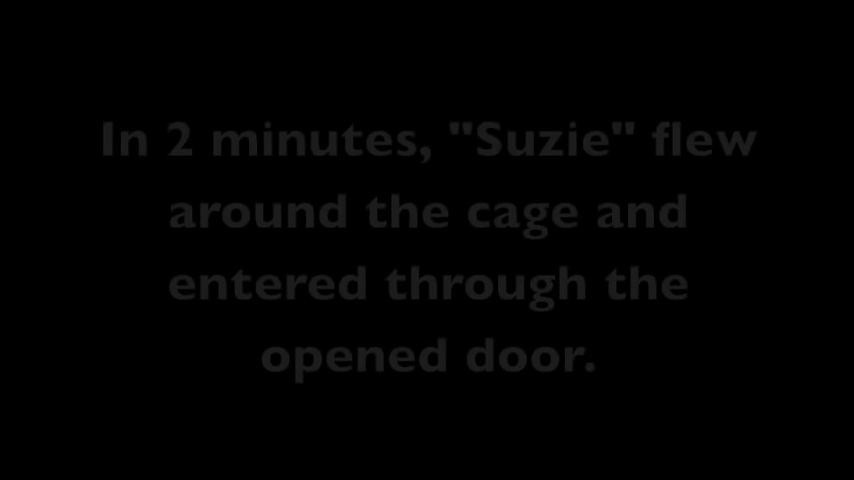 In 2 minutes, "Suzie" flew
around the cage and
entered through the
opened door.